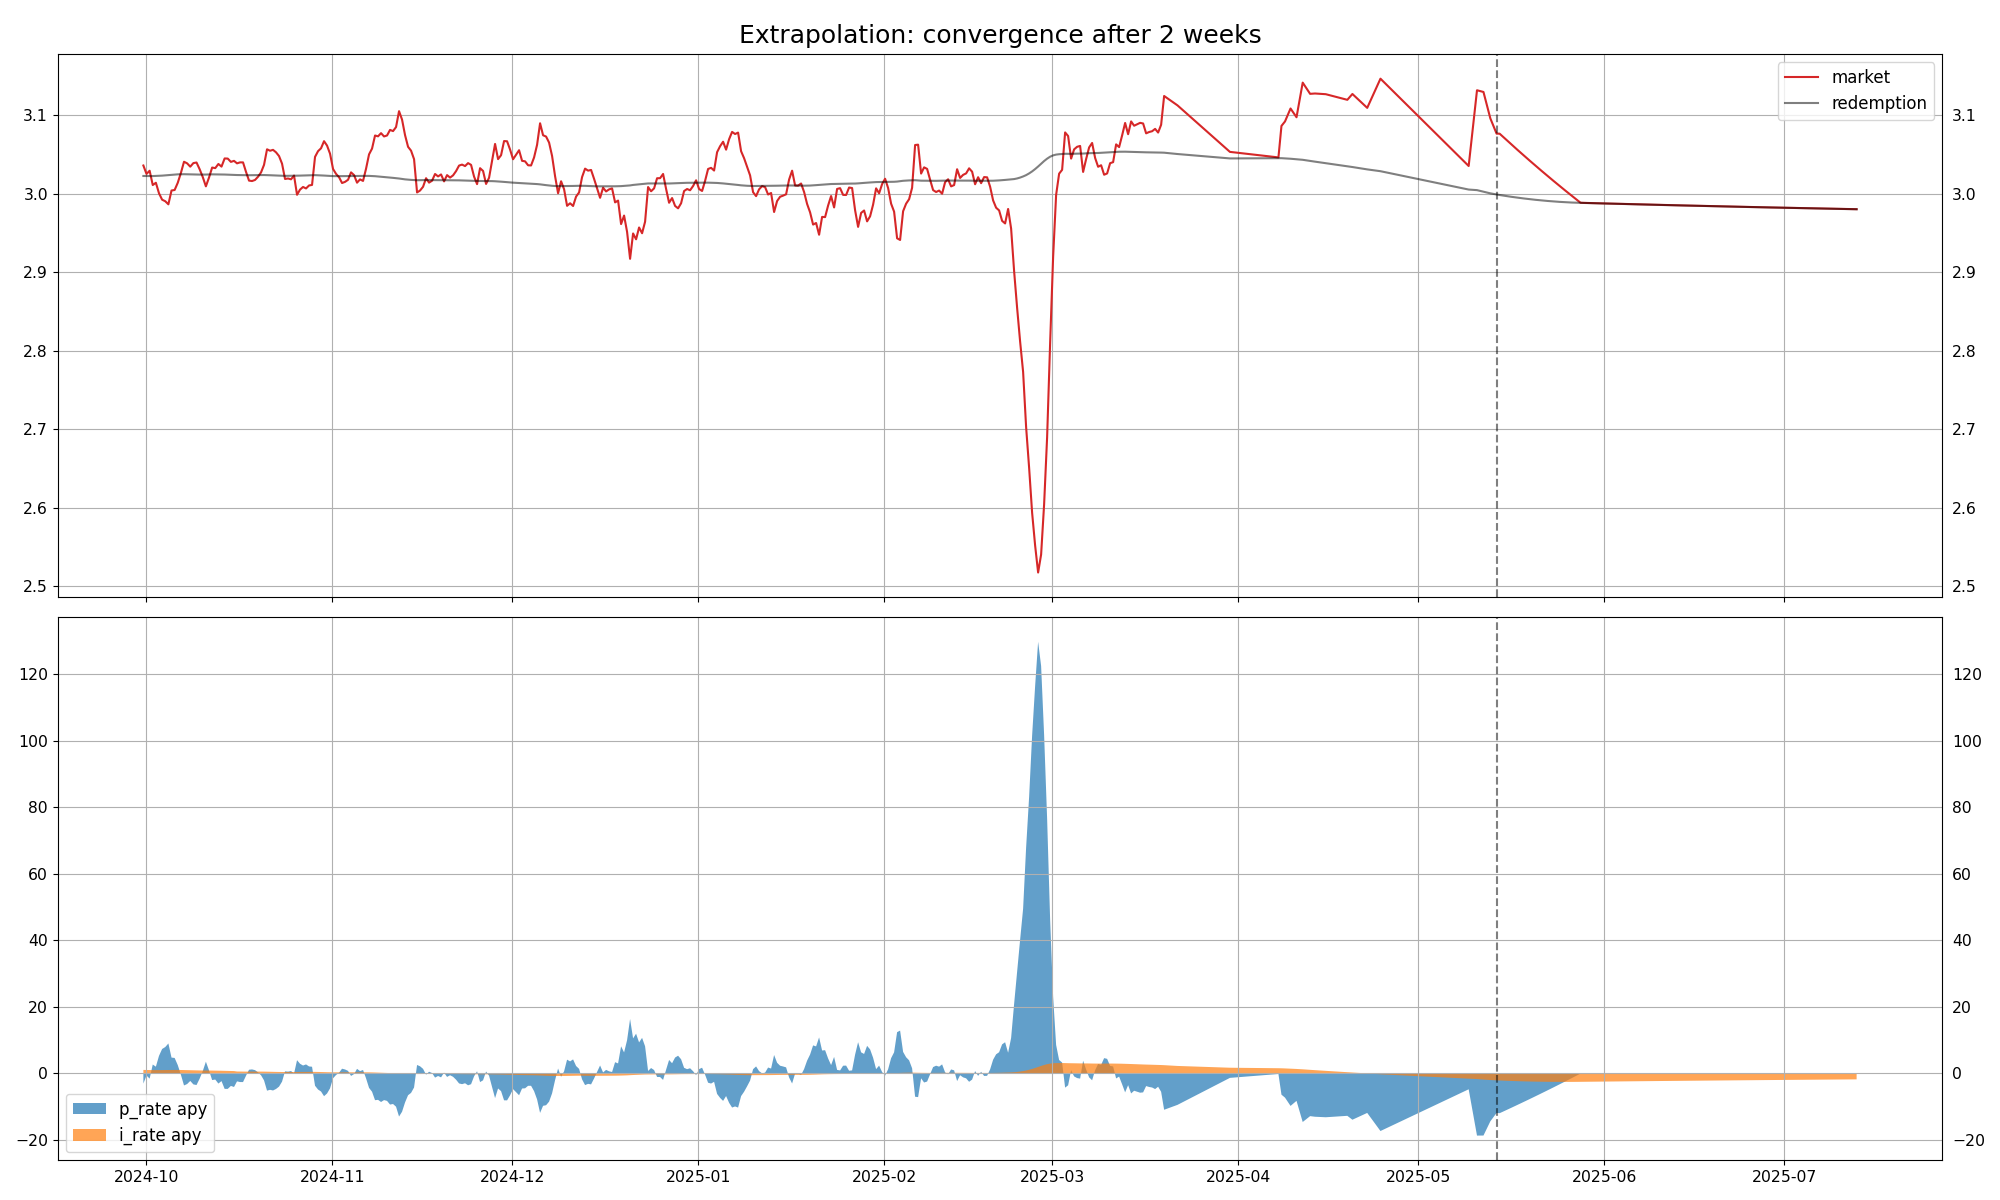 Extrapolation: convergence after 2 weeks
market
redemption
3.1 3.1
3.0 3.0
2.9 2.9
2.8 2.8
2.7 2.7
2.6 2.6
2.5 2.5
120 120
100 100
80 80
60 60
40 40
20 20
0 0
−20 −20
p_rate apy
i_rate apy
2024-10 2024-11 2024-12 2025-01 2025-02 2025-03 2025-04 2025-05 2025-06 2025-07